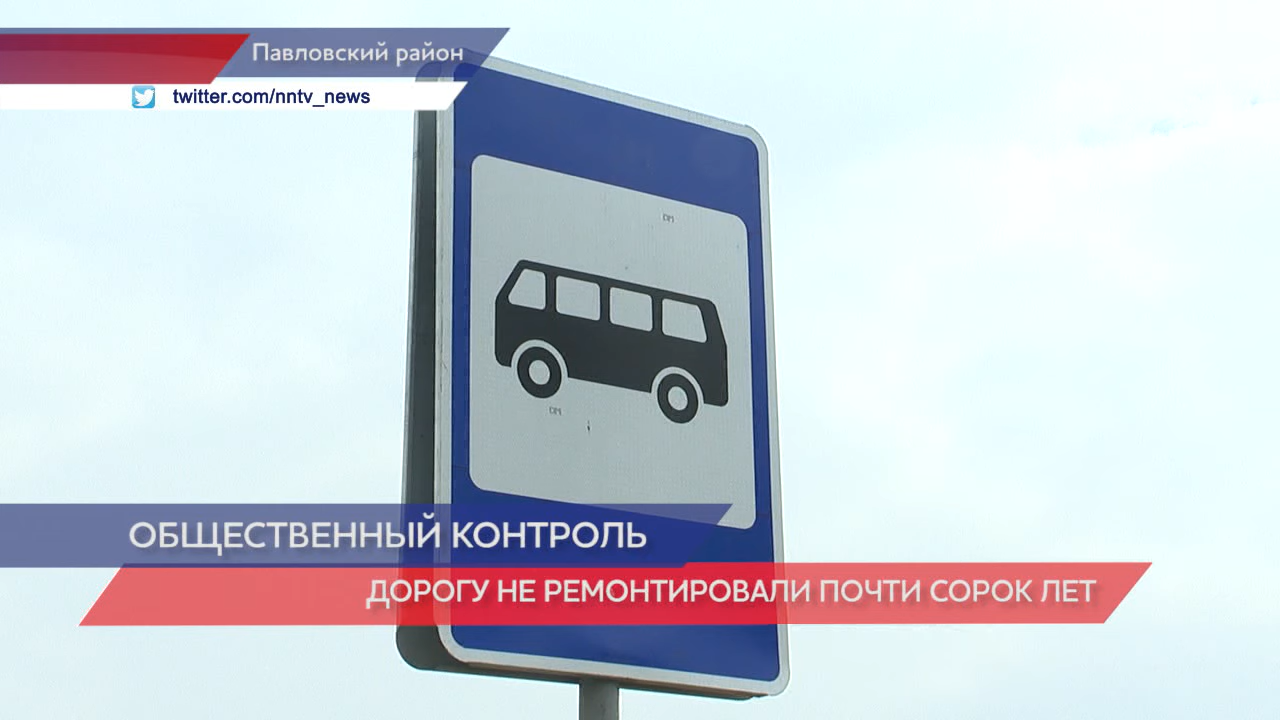 Павловский район
twitter.com/nntv_news
ОБЩЕСТВЕННЫЙ КОНТРОЛЬ
ДОРОГУ НЕ РЕМОНТИРОВАЛИ ПОЧТИ СОРОК ЛЕТ